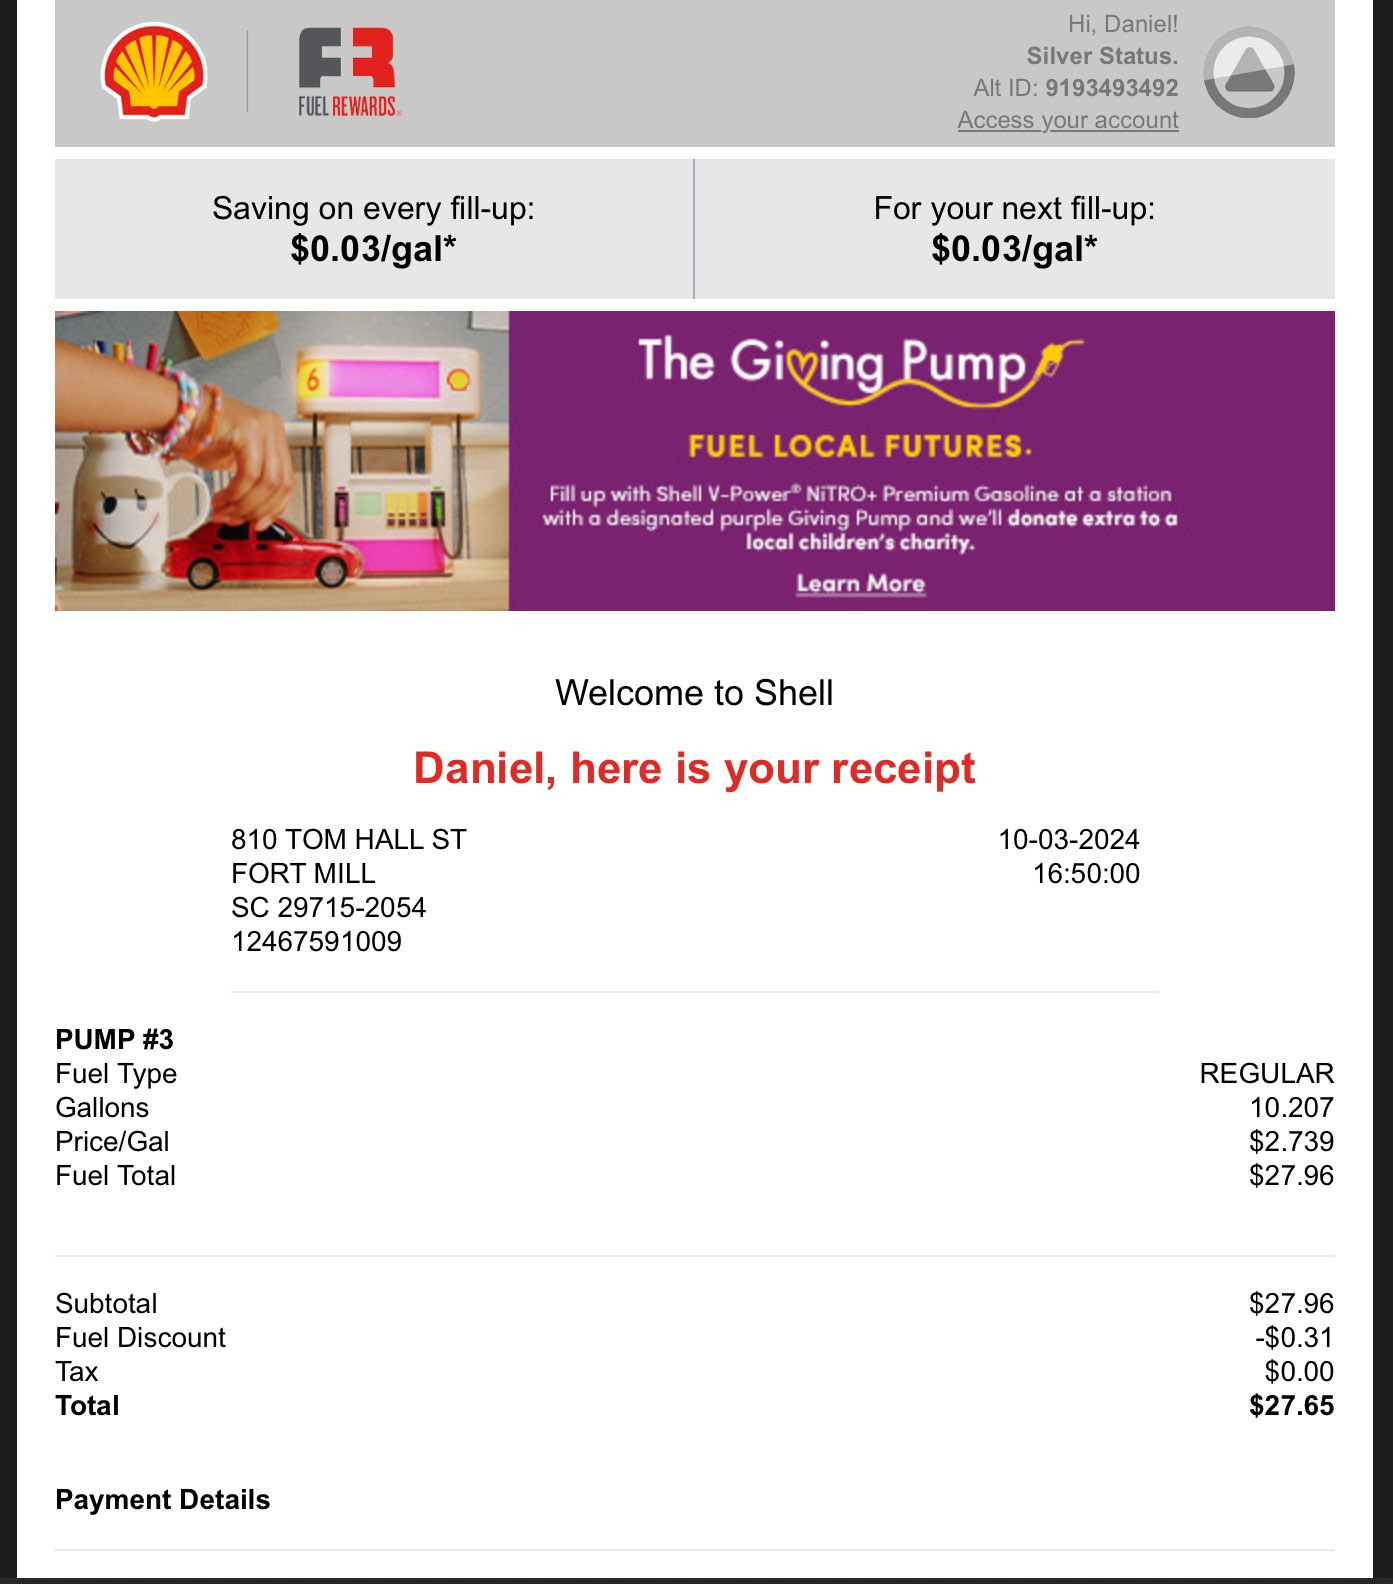 FUEL REWARDS
Hi, Daniel!
Silver Status.
Alt ID: 9193493492
Access your account
Saving on every fill-up:
$0.03/gal*
For your next fill-up:
$0.03/gal*
6
The Giving Pump
FUEL LOCAL FUTURES.
Fill up with Shell V-Power® NiTRO+ Premium Gasoline at a station
with a designated purple Giving Pump and we'll donate extra to a
local children's charity.
Learn More
Welcome to Shell
Daniel, here is your receipt
810 TOM HALL ST
FORT MILL
SC 29715-2054
12467591009
10-03-2024
16:50:00
PUMP #3
Fuel Type REGULAR
Gallons 10.207
Price/Gal $2.739
Fuel Total $27.96
Subtotal $27.96
Fuel Discount -$0.31
Tax $0.00
Total $27.65
Payment Details